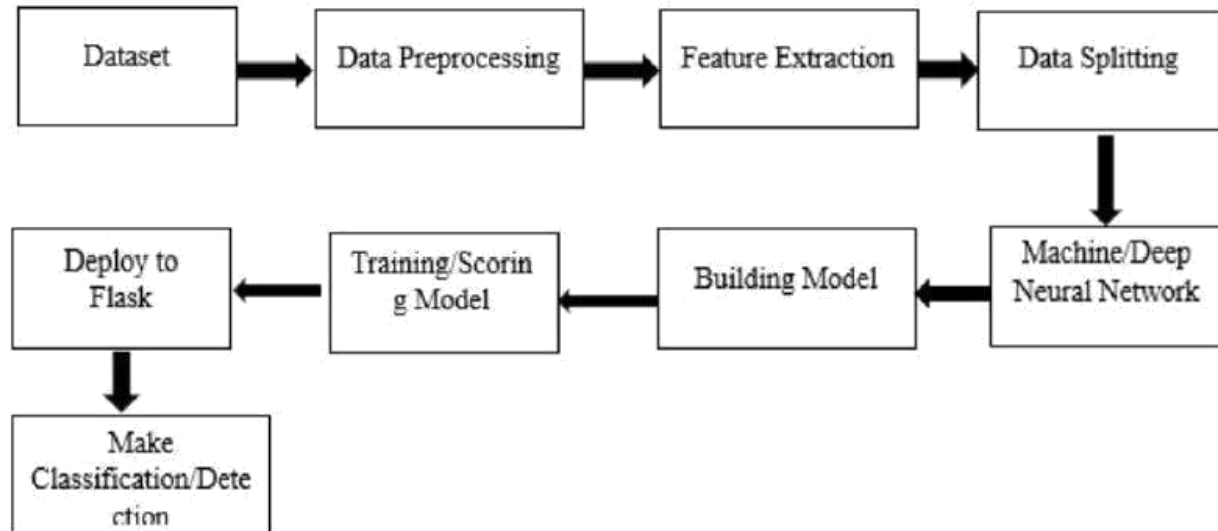 Dataset
Data Preprocessing
Feature Extraction
Data Splitting
Machine/Deep
Neural Network
Building Model
Training/Scorin
g Model
Deploy to
Flask
Make
Classification/Dete
ction